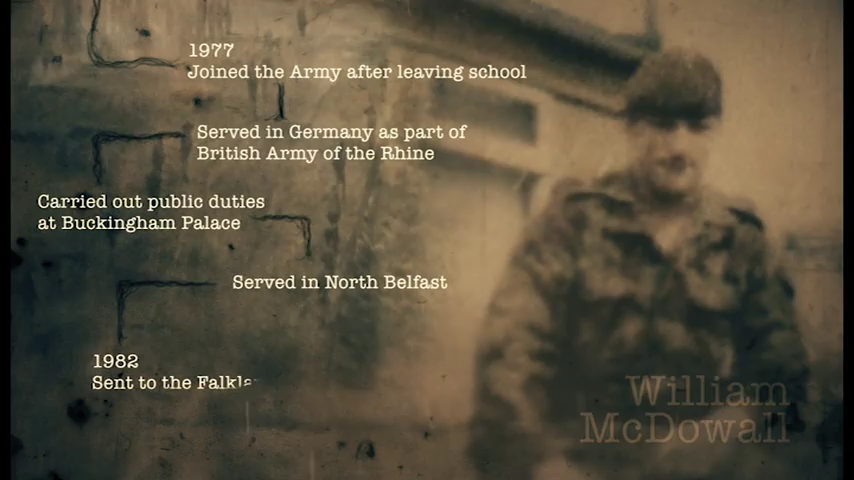 1977
Joined the Army after leaving school
Served in Germany as part of
British Army of the Rhine
Carried out public duties
at Buckingham Palace
Served in North Belfast
1982
Sent to the
William
McDowall